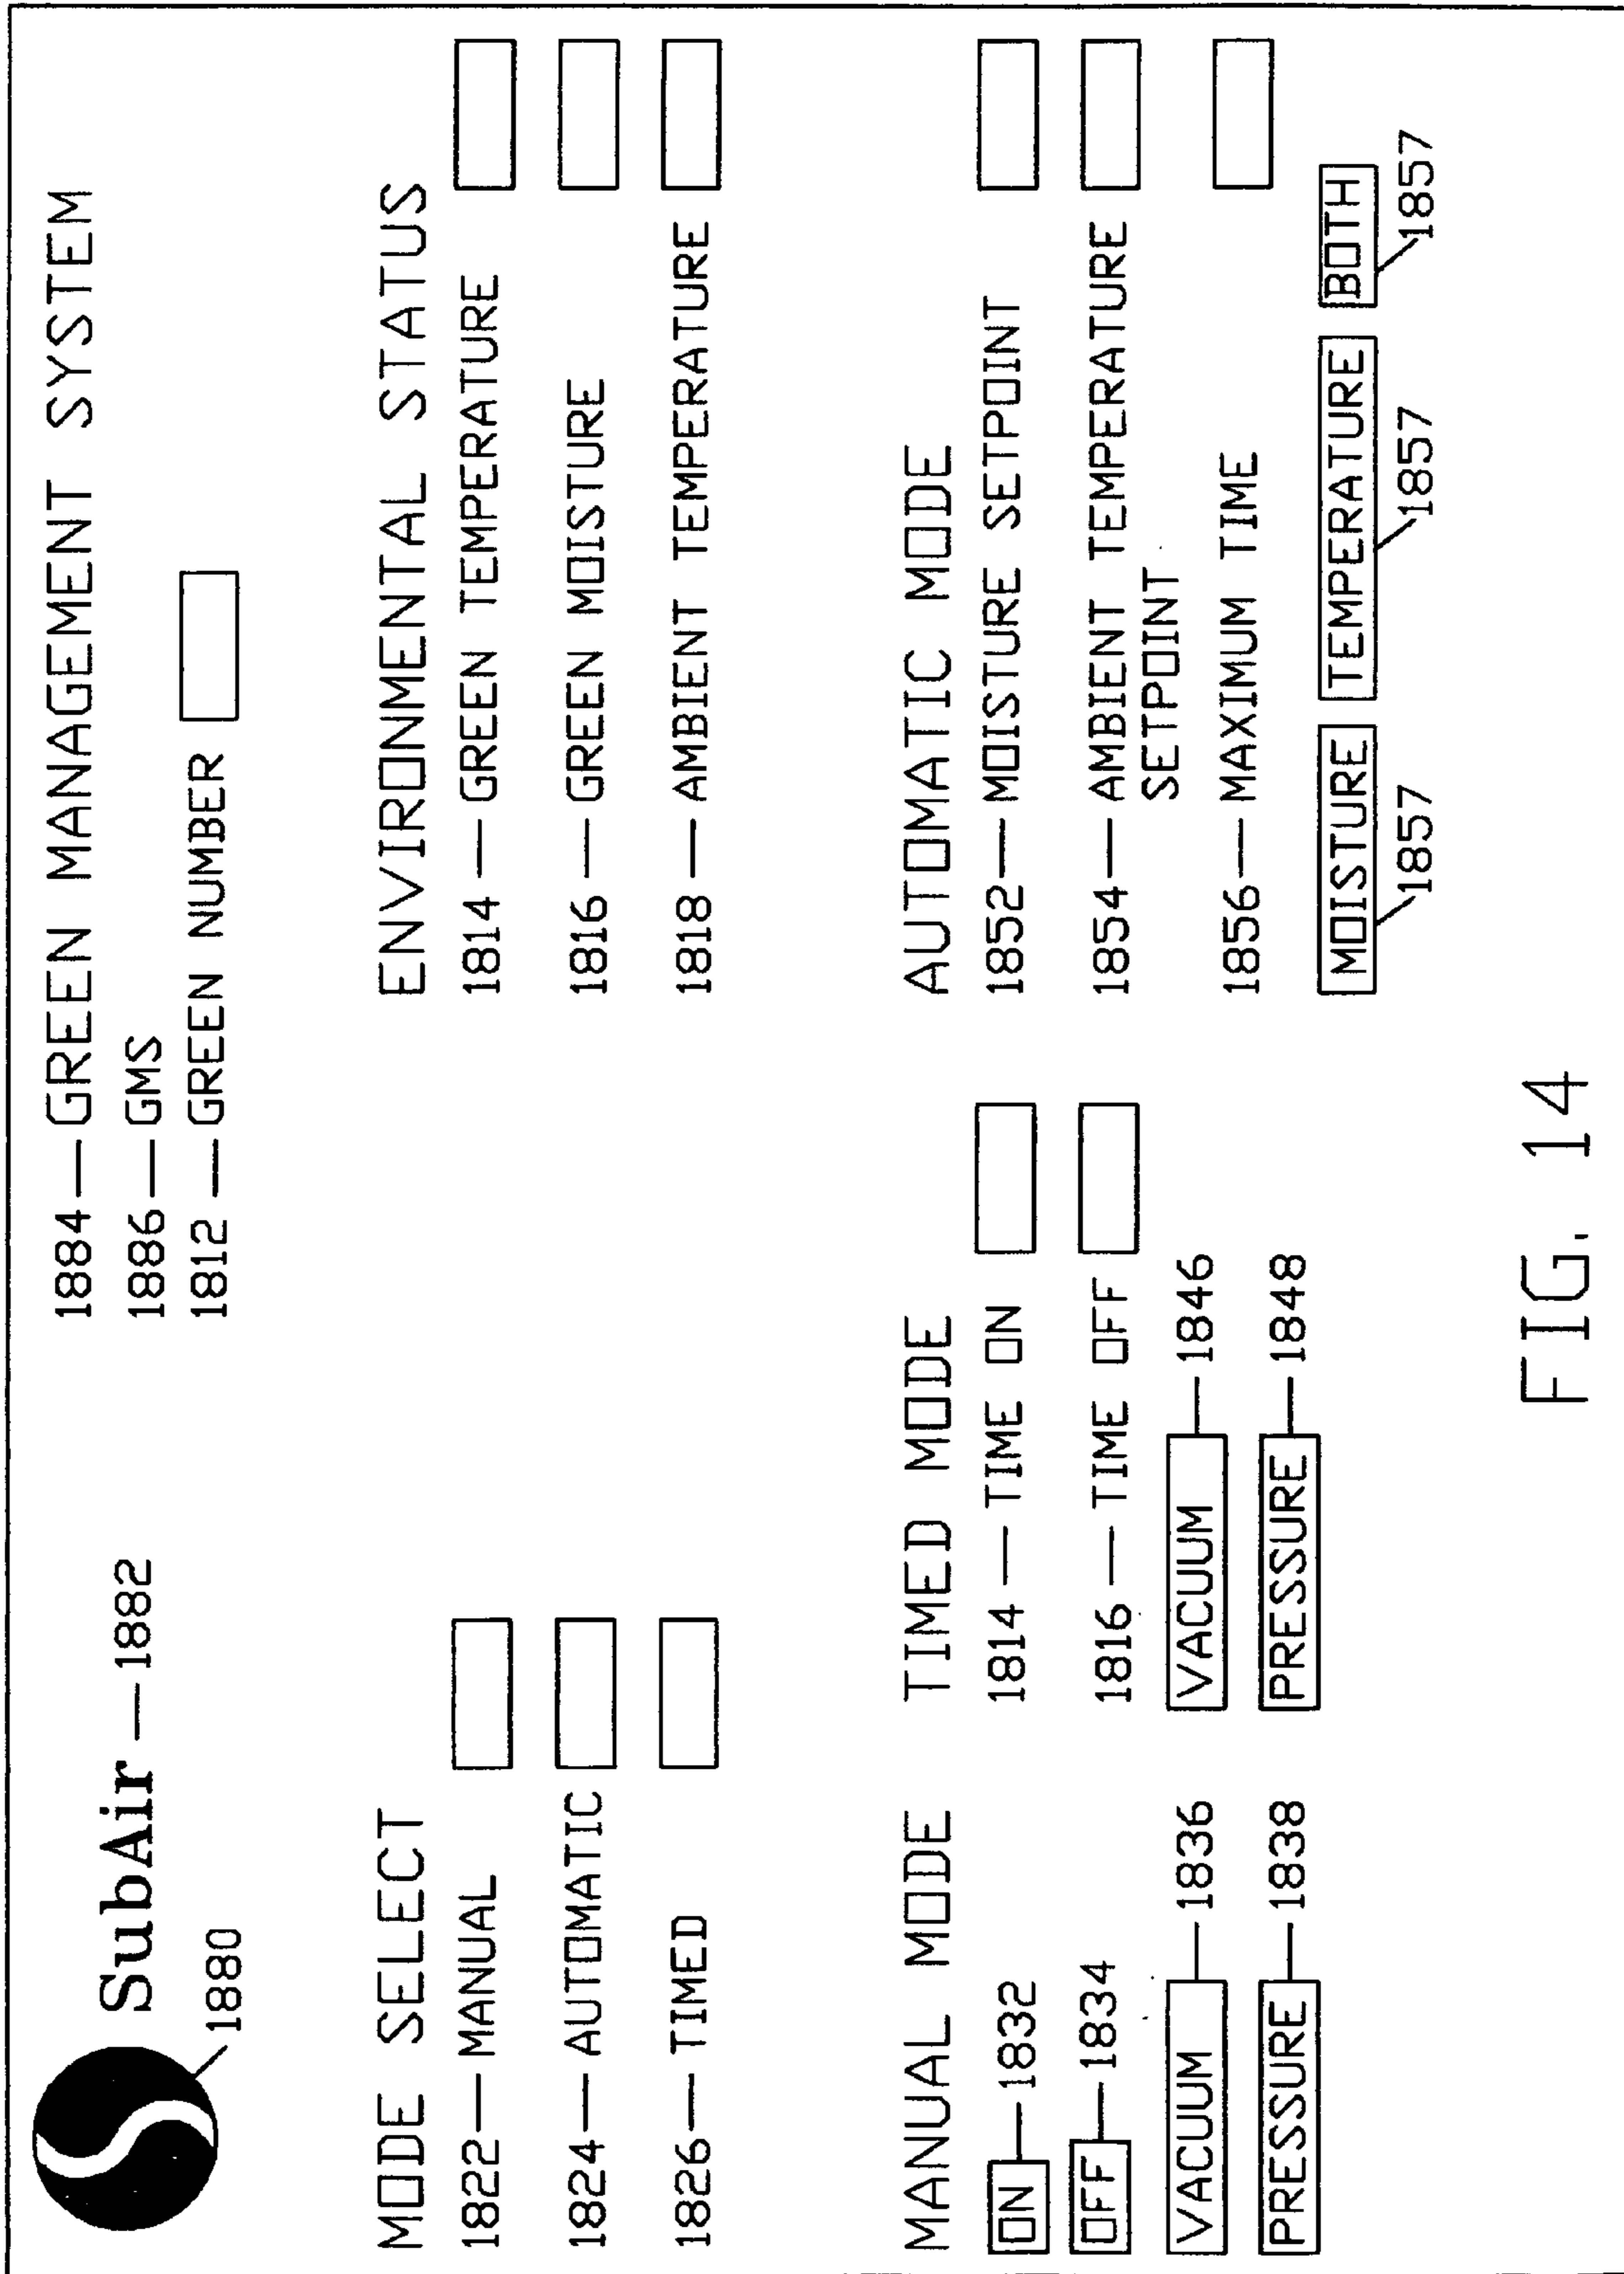 SubAir — 1882
1880
1884 — GREEN MANAGEMENT SYSTEM
1886 — GMS
1812 — GREEN NUMBER
MODE SELECT
1822 — MANUAL
1824 — AUTOMATIC
1826 — TIMED
ENVIRONMENTAL STATUS
1814 — GREEN TEMPERATURE
1816 — GREEN MOISTURE
1818 — AMBIENT TEMPERATURE
MANUAL MODE
ON — 1832
OFF — 1834
VACUUM — 1836
PRESSURE — 1838
TIMED MODE
1814 — TIME ON
1816 — TIME OFF
VACUUM — 1846
PRESSURE — 1848
AUTOMATIC MODE
1852 — MOISTURE SETPOINT
1854 — AMBIENT TEMPERATURE
SETPOINT
1856 — MAXIMUM TIME
MOISTURE TEMPERATURE BOTH
1857 1857 1857
FIG. 14